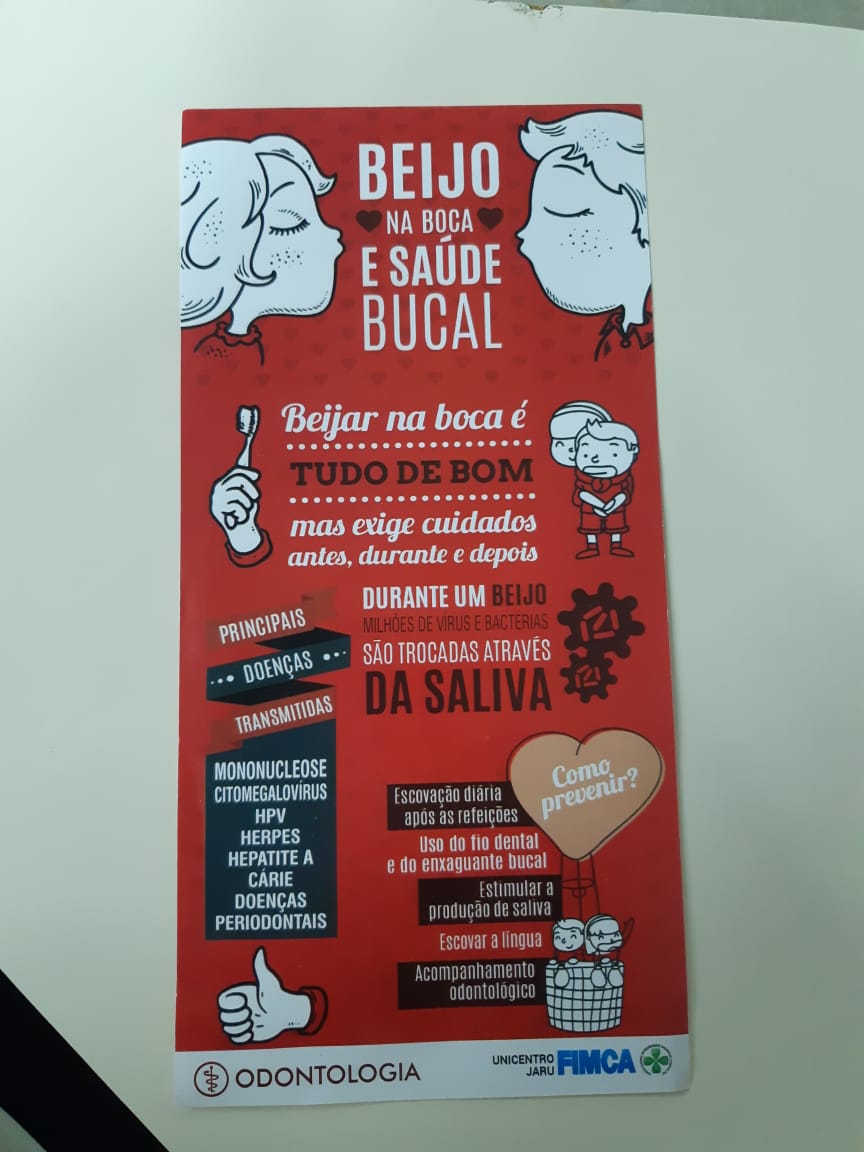 BEIJO
NA BOCA
E SAÚDE
BUCAL
Beijar na boca é
TUDO DE BOM
mas exige cuidados
antes, durante e depois
DURANTE UM BEIJO
MILHÕES DE VIRUS E BACTERIAS
SÃO TROCADAS ATRAVÉS
DA SALIVA
PRINCIPAIS
DOENÇAS
TRANSMITIDAS
MONONUCLEOSE
CITOMEGALOVÍRUS
HPV
HERPES
HEPATITE A
CÁRIE
DOENÇAS
PERIODONTAIS
Como
prevenir?
Escovação diária
após as refeições
Uso do fio dental
e do enxaguante bucal
Estimular a
produção de saliva
Escovar a língua
Acompanhamento
odontológico
ODONTOLOGIA
UNICENTRO
JARU FIMCA